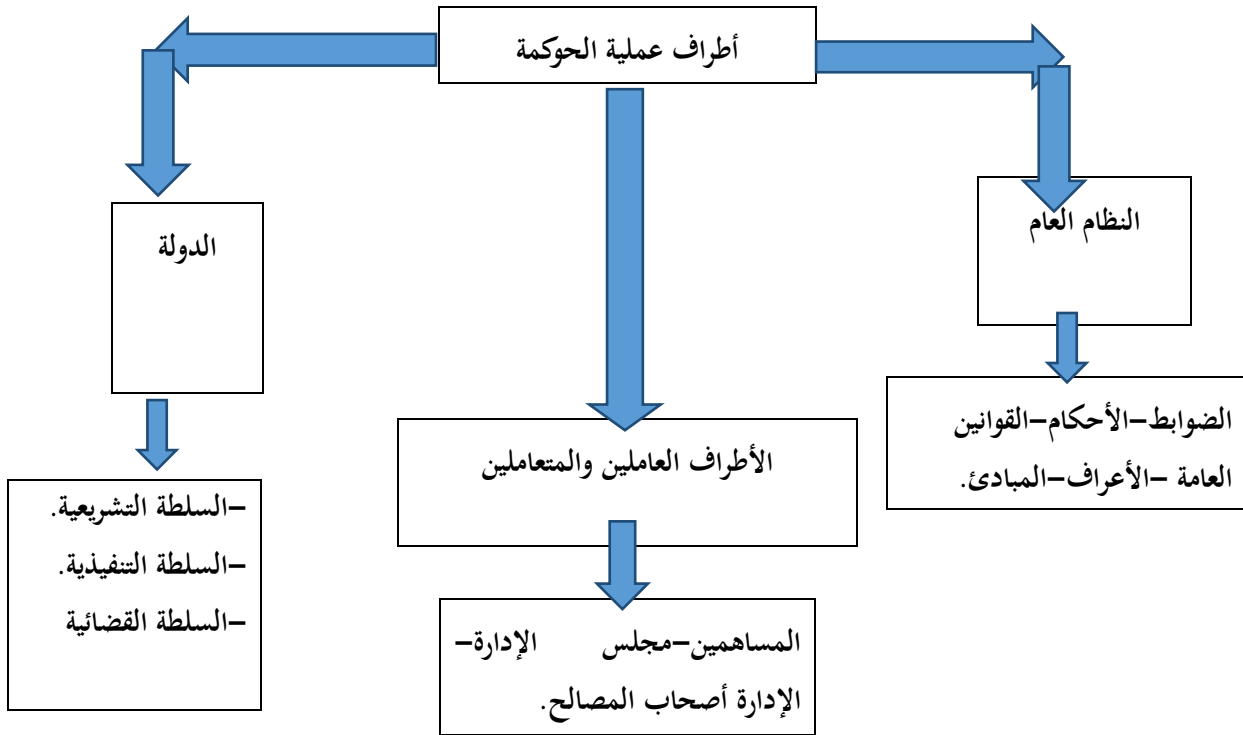 أطراف عملية الحوكمة
النظام العام
الدولة
الضوابط–الأحكام–القوانين
العامة –الأعراف–المبادئ.
الأطراف العاملين والمتعاملين
–السلطة التشريعية.
–السلطة التنفيذية.
–السلطة القضائية
المساهمين–مجلس الإدارة–
الإدارة أصحاب المصالح.